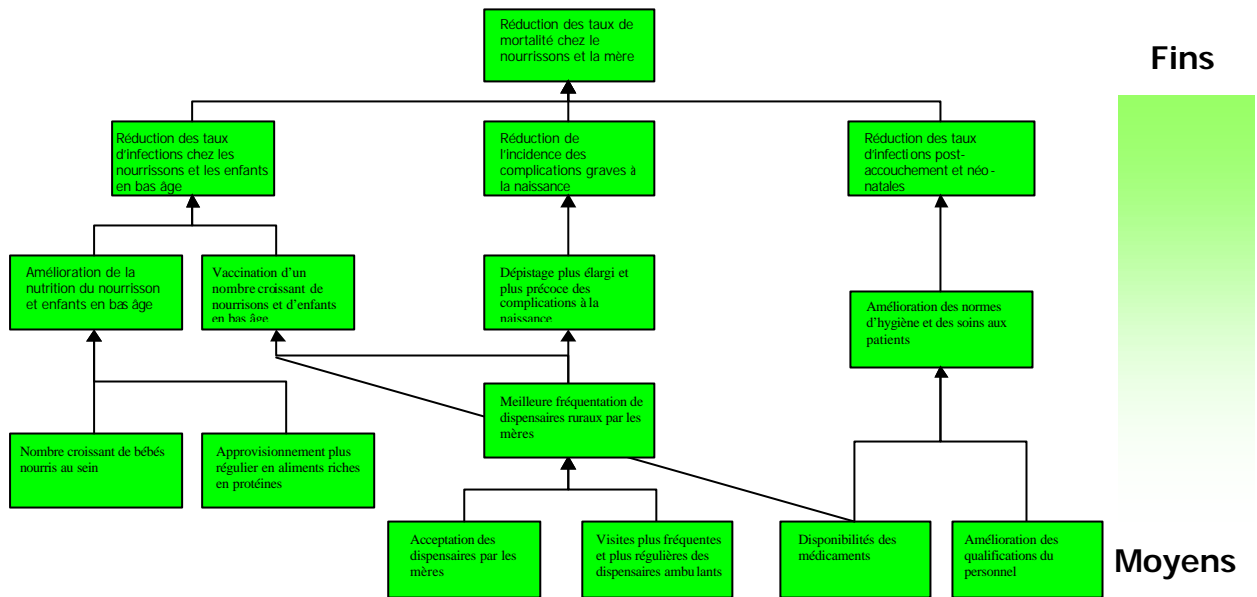 Réduction des taux de
mortalité chez le
nourrissons et la mère
Fins
Réduction des taux
d'infections chez les
nourrissons et les enfants
en bas âge
Réduction de
l'incidence des
complications graves à
la naissance
Réduction des taux
d'infections post-
accouchement et néo-
natales
Amélioration de la
nutrition du nourrisson
et enfants en bas âge
Vaccination d'un
nombre croissant de
nourrisons et d'enfants
en bas âge
Dépistage plus élargi et
plus précoce des
complications à la
naissance
Amélioration des normes
d'hygiène et des soins aux
patients
Meilleure fréquentation de
dispensaires ruraux par les
mères
Nombre croissant de bébés
nourris au sein
Approvisionnement plus
régulier en aliments riches
en protéines
Acceptation des
dispensaires par les
mères
Visites plus fréquentes
et plus régulières des
dispensaires ambulants
Disponibilités des
médicaments
Amélioration des
qualifications du
personnel
Moyens